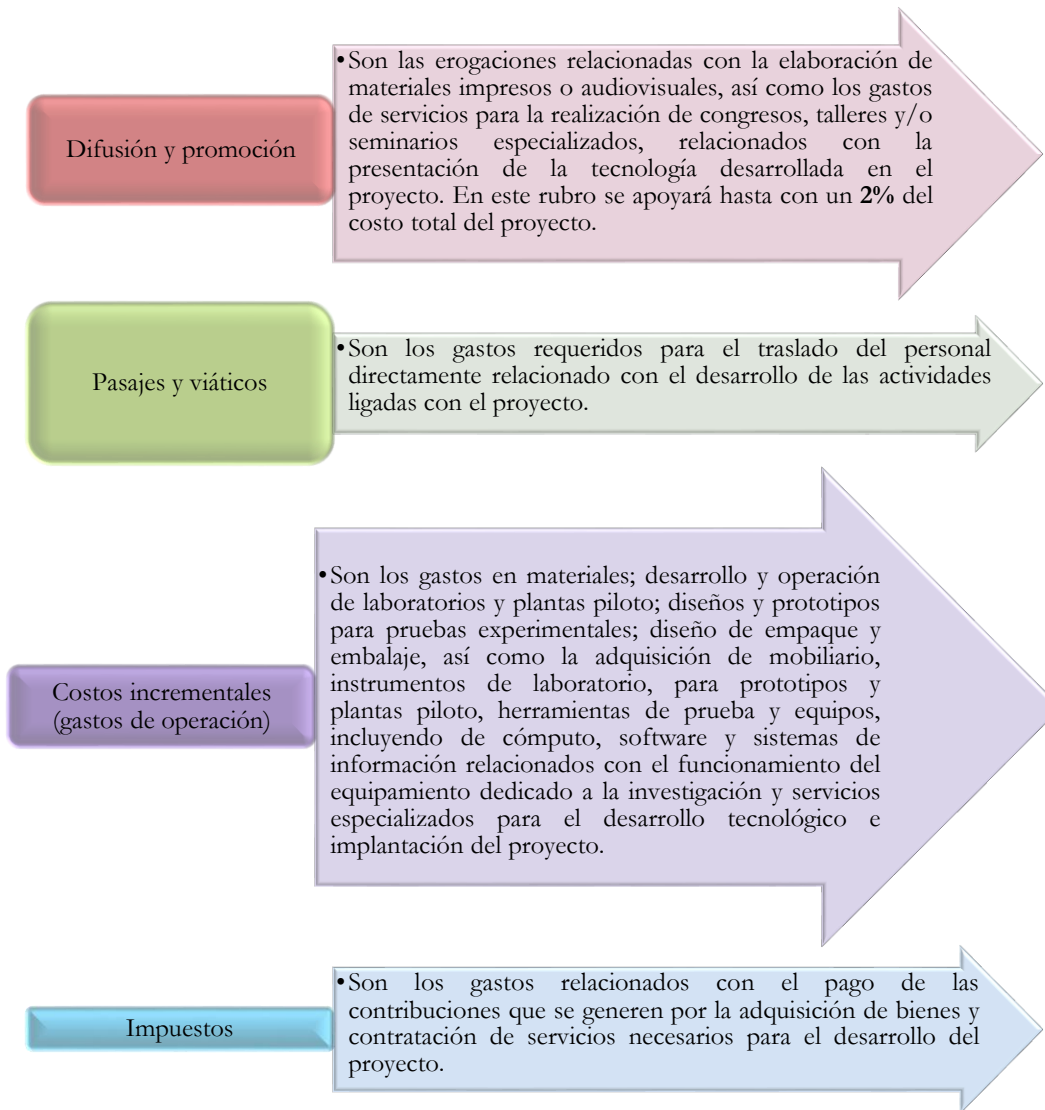 Difusión y promoción
•Son las erogaciones relacionadas con la elaboración de
materiales impresos o audiovisuales, así como los gastos
de servicios para la realización de congresos, talleres y/o
seminarios especializados, relacionados con la
presentación de la tecnología desarrollada en el
proyecto. En este rubro se apoyará hasta con un 2% del
costo total del proyecto.
Pasajes y viáticos
•Son los gastos requeridos para el traslado del personal
directamente relacionado con el desarrollo de las actividades
ligadas con el proyecto.
Costos incrementales
(gastos de operación)
•Son los gastos en materiales; desarrollo y operación
de laboratorios y plantas piloto; diseños y prototipos
para pruebas experimentales; diseño de empaque y
embalaje, así como la adquisición de mobiliario,
instrumentos de laboratorio, para prototipos y
plantas piloto, herramientas de prueba y equipos,
incluyendo de cómputo, software y sistemas de
información relacionados con el funcionamiento del
equipamiento dedicado a la investigación y servicios
especializados para el desarrollo tecnológico e
implantación del proyecto.
Impuestos
•Son los gastos relacionados con el pago de las
contribuciones que se generen por la adquisición de bienes y
contratación de servicios necesarios para el desarrollo del
proyecto.